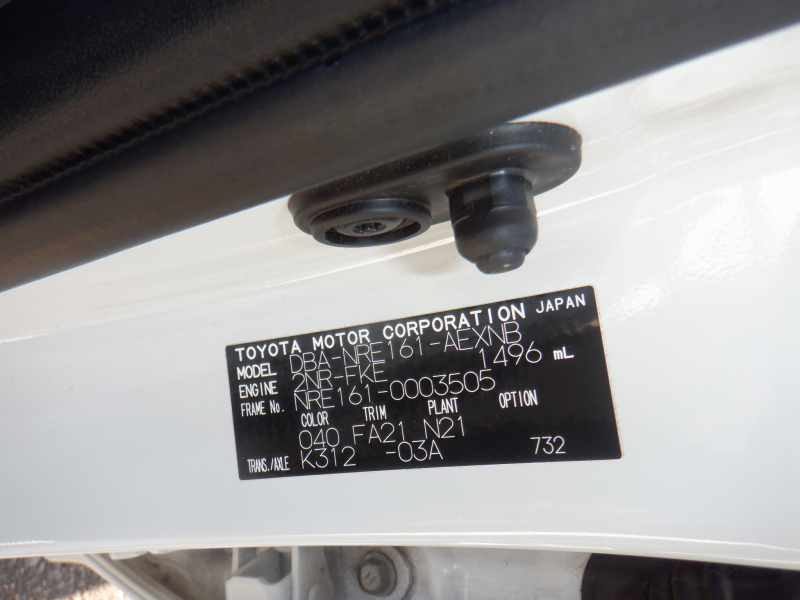 TOYOTA MOTOR CORPORATION JAPAN
MODEL DBA-NRE161-AEXNB
ENGINE 2NR-FKE 1496 mL
FRAME No. NRE161-0003505
COLOR TRIM PLANT OPTION
040 FA21 N21
TRANS./AXLE K312 -03A 732